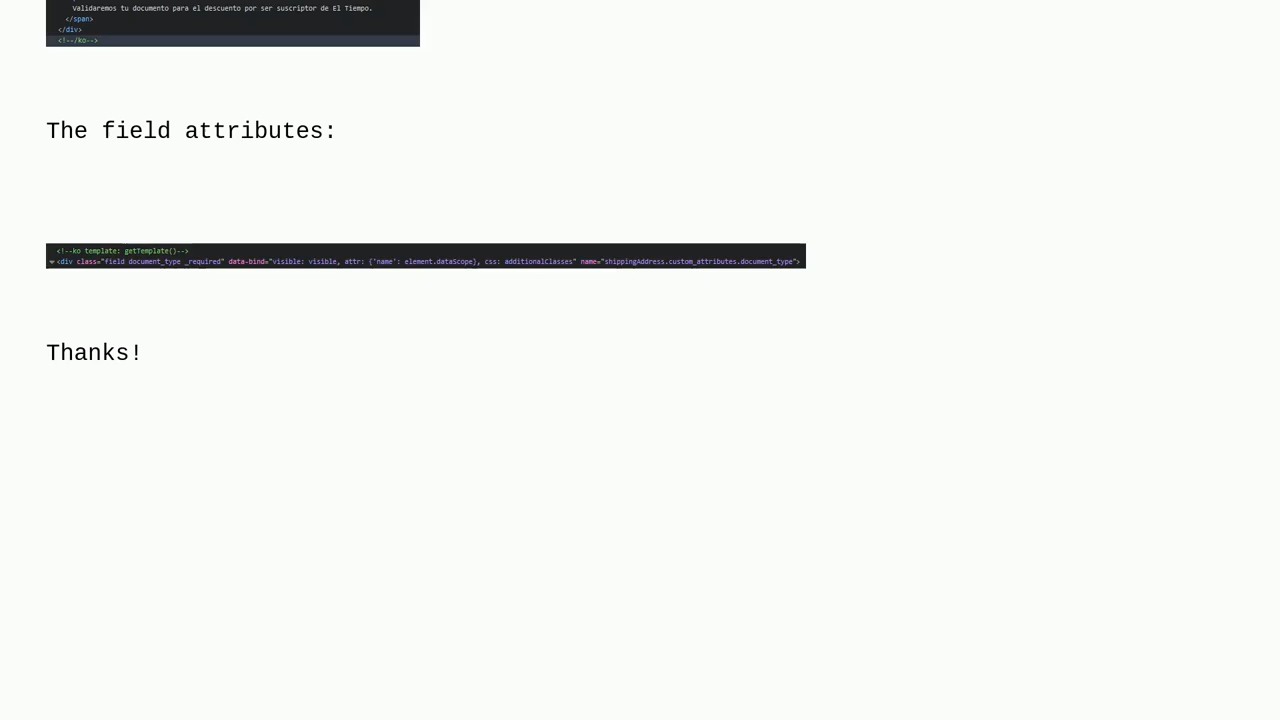 Validaremos tu documento para el descuento por ser suscriptor de El Tiempo.
</span>
</div>
<!--/ko-->
The field attributes:
<!--ko template: getTemplate()-->
<div class="field document_type _required" data-bind="visible: visible, attr: {'name': element.dataScope}, css: additionalClasses" name="shippingAddress.custom_attributes.document_type">
Thanks!